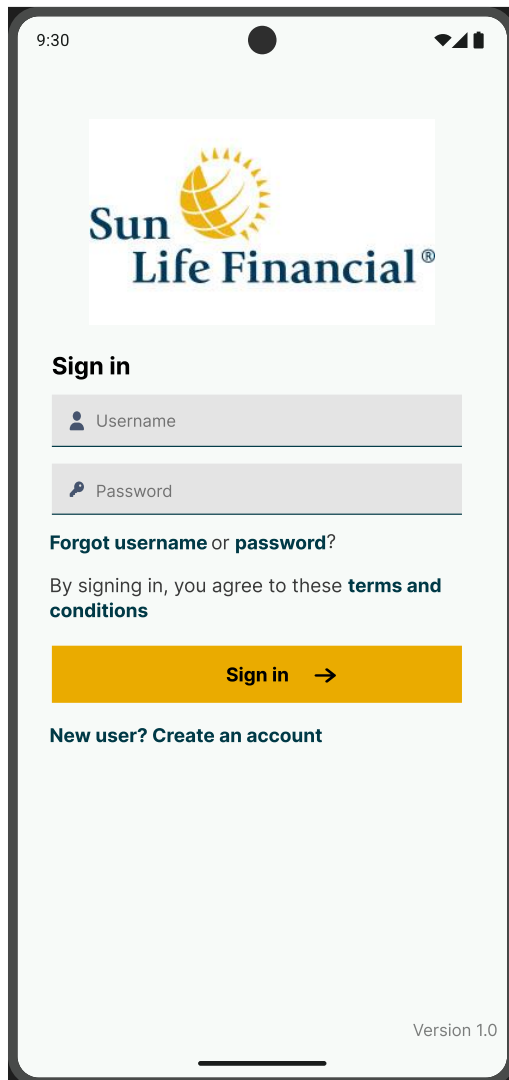 9:30
Sun
Life Financial®
Sign in
Username
Password
Forgot username or password?
By signing in, you agree to these terms and
conditions
Sign in
New user? Create an account
Version 1.0